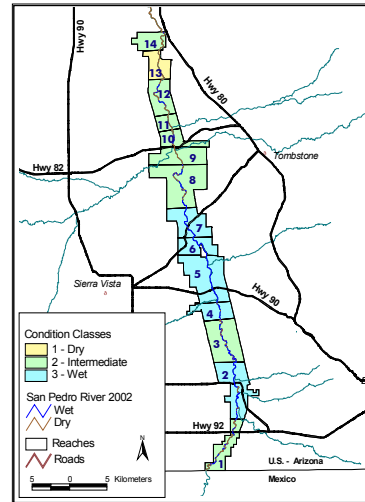 Hwy 90
14
13
Hwy 80
12
11
10
Hwy 82
9
Tombstone
8
7
6
5
Sierra Vista
Hwy 90
4
3
2
Hwy 92
1
U.S. - Arizona
Mexico
Condition Classes
1 - Dry
2 - Intermediate
3 - Wet
San Pedro River 2002
Wet
Dry
Reaches
Roads
N
5 0 5 Kilometers